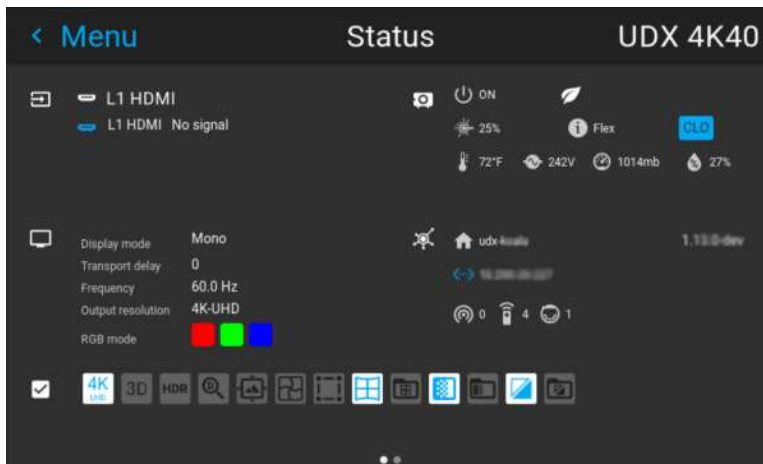 Menu Status UDX 4K40
L1 HDMI
L1 HDMI No signal
ON
25% Flex CLO
72°F 242V 1014mb 27%
Display mode Mono
Transport delay 0
Frequency 60.0 Hz
Output resolution 4K-UHD
RGB mode
udx-
0 4 1
4K UHD 3D HDR